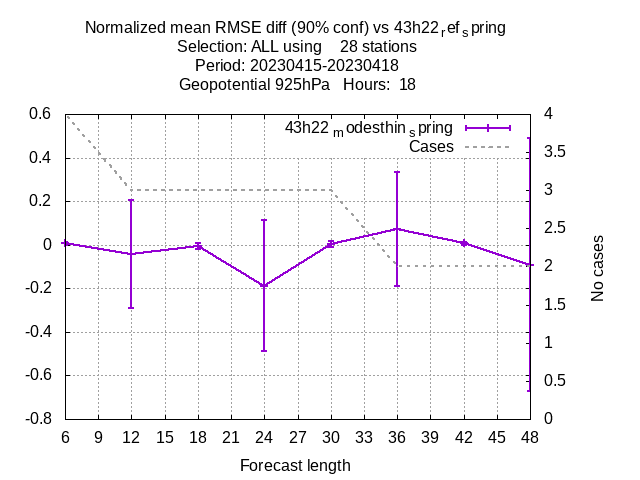 Normalized mean RMSE diff (90% conf) vs 43h22ᵣefₛpring
Selection: ALL using 28 stations
Period: 20230415-20230418
Geopotential 925hPa Hours: 18
43h22ₘodesthinₛpring
Cases
0.6
0.4
0.2
0
-0.2
-0.4
-0.6
-0.8
4
3.5
3
2.5
2
1.5
1
0.5
0
No cases
6 9 12 15 18 21 24 27 30 33 36 39 42 45 48
Forecast length